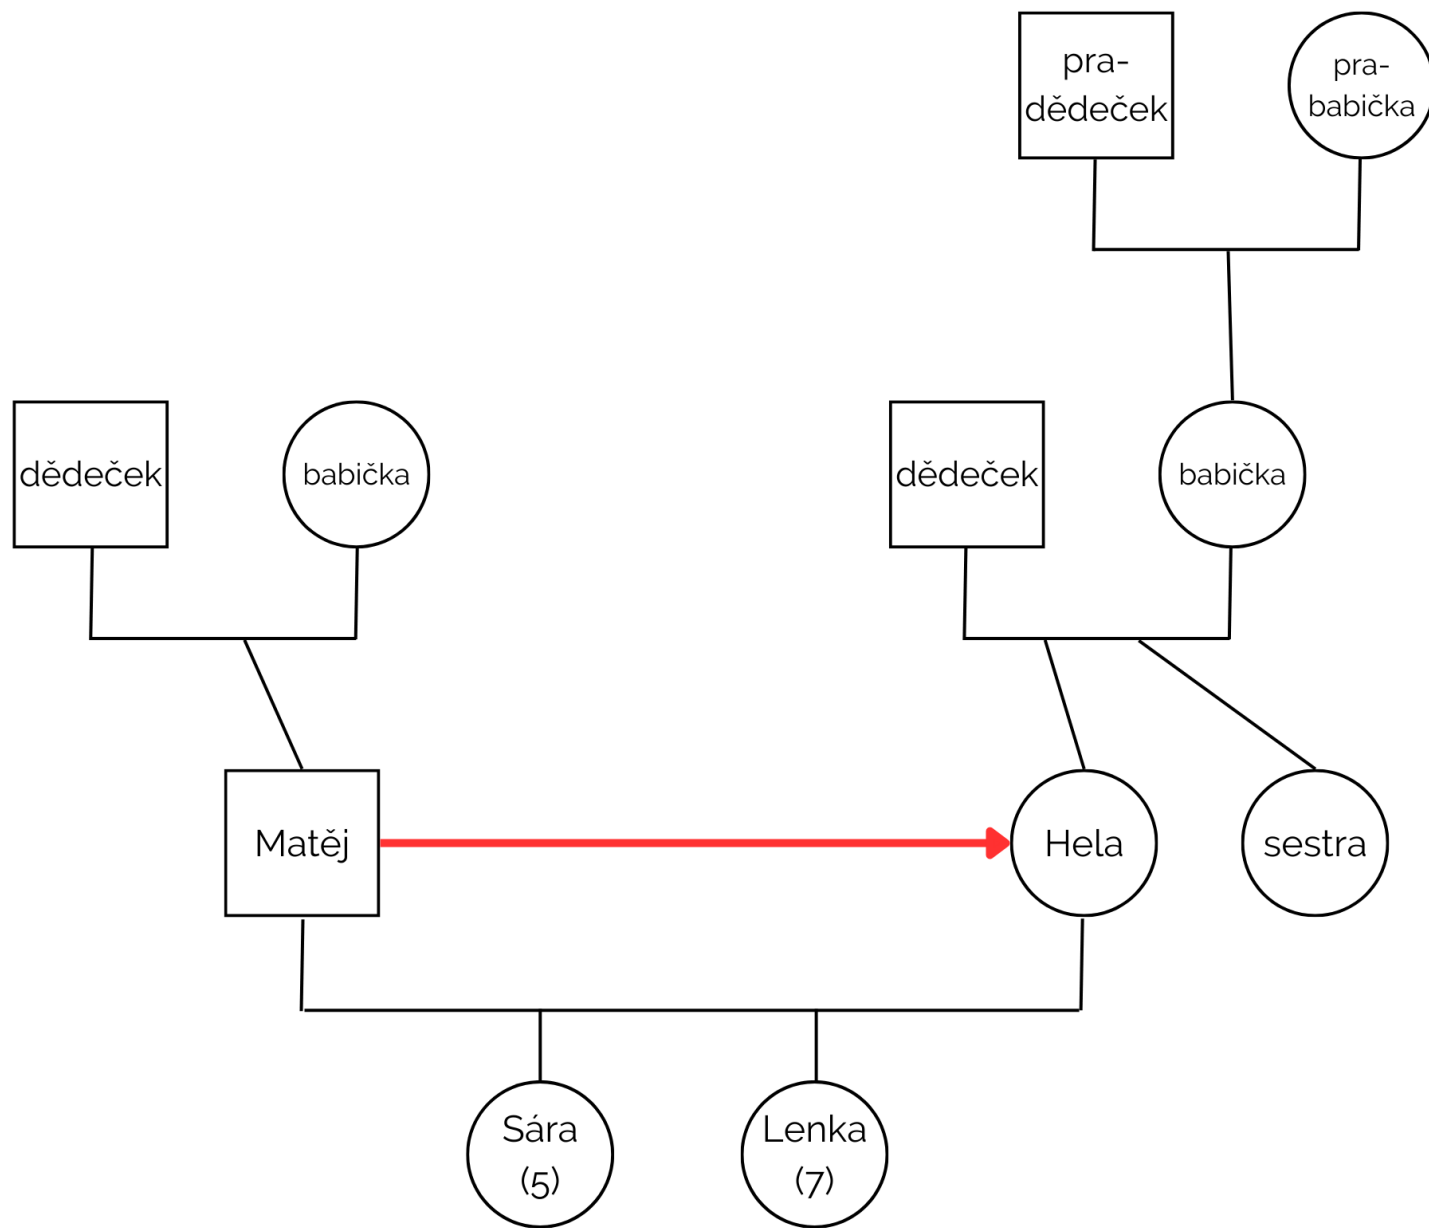 pra-
dědeček
pra-
babička
dědeček
babička
dědeček
babička
Matěj
Hela
sestra
Sára
(5)
Lenka
(7)